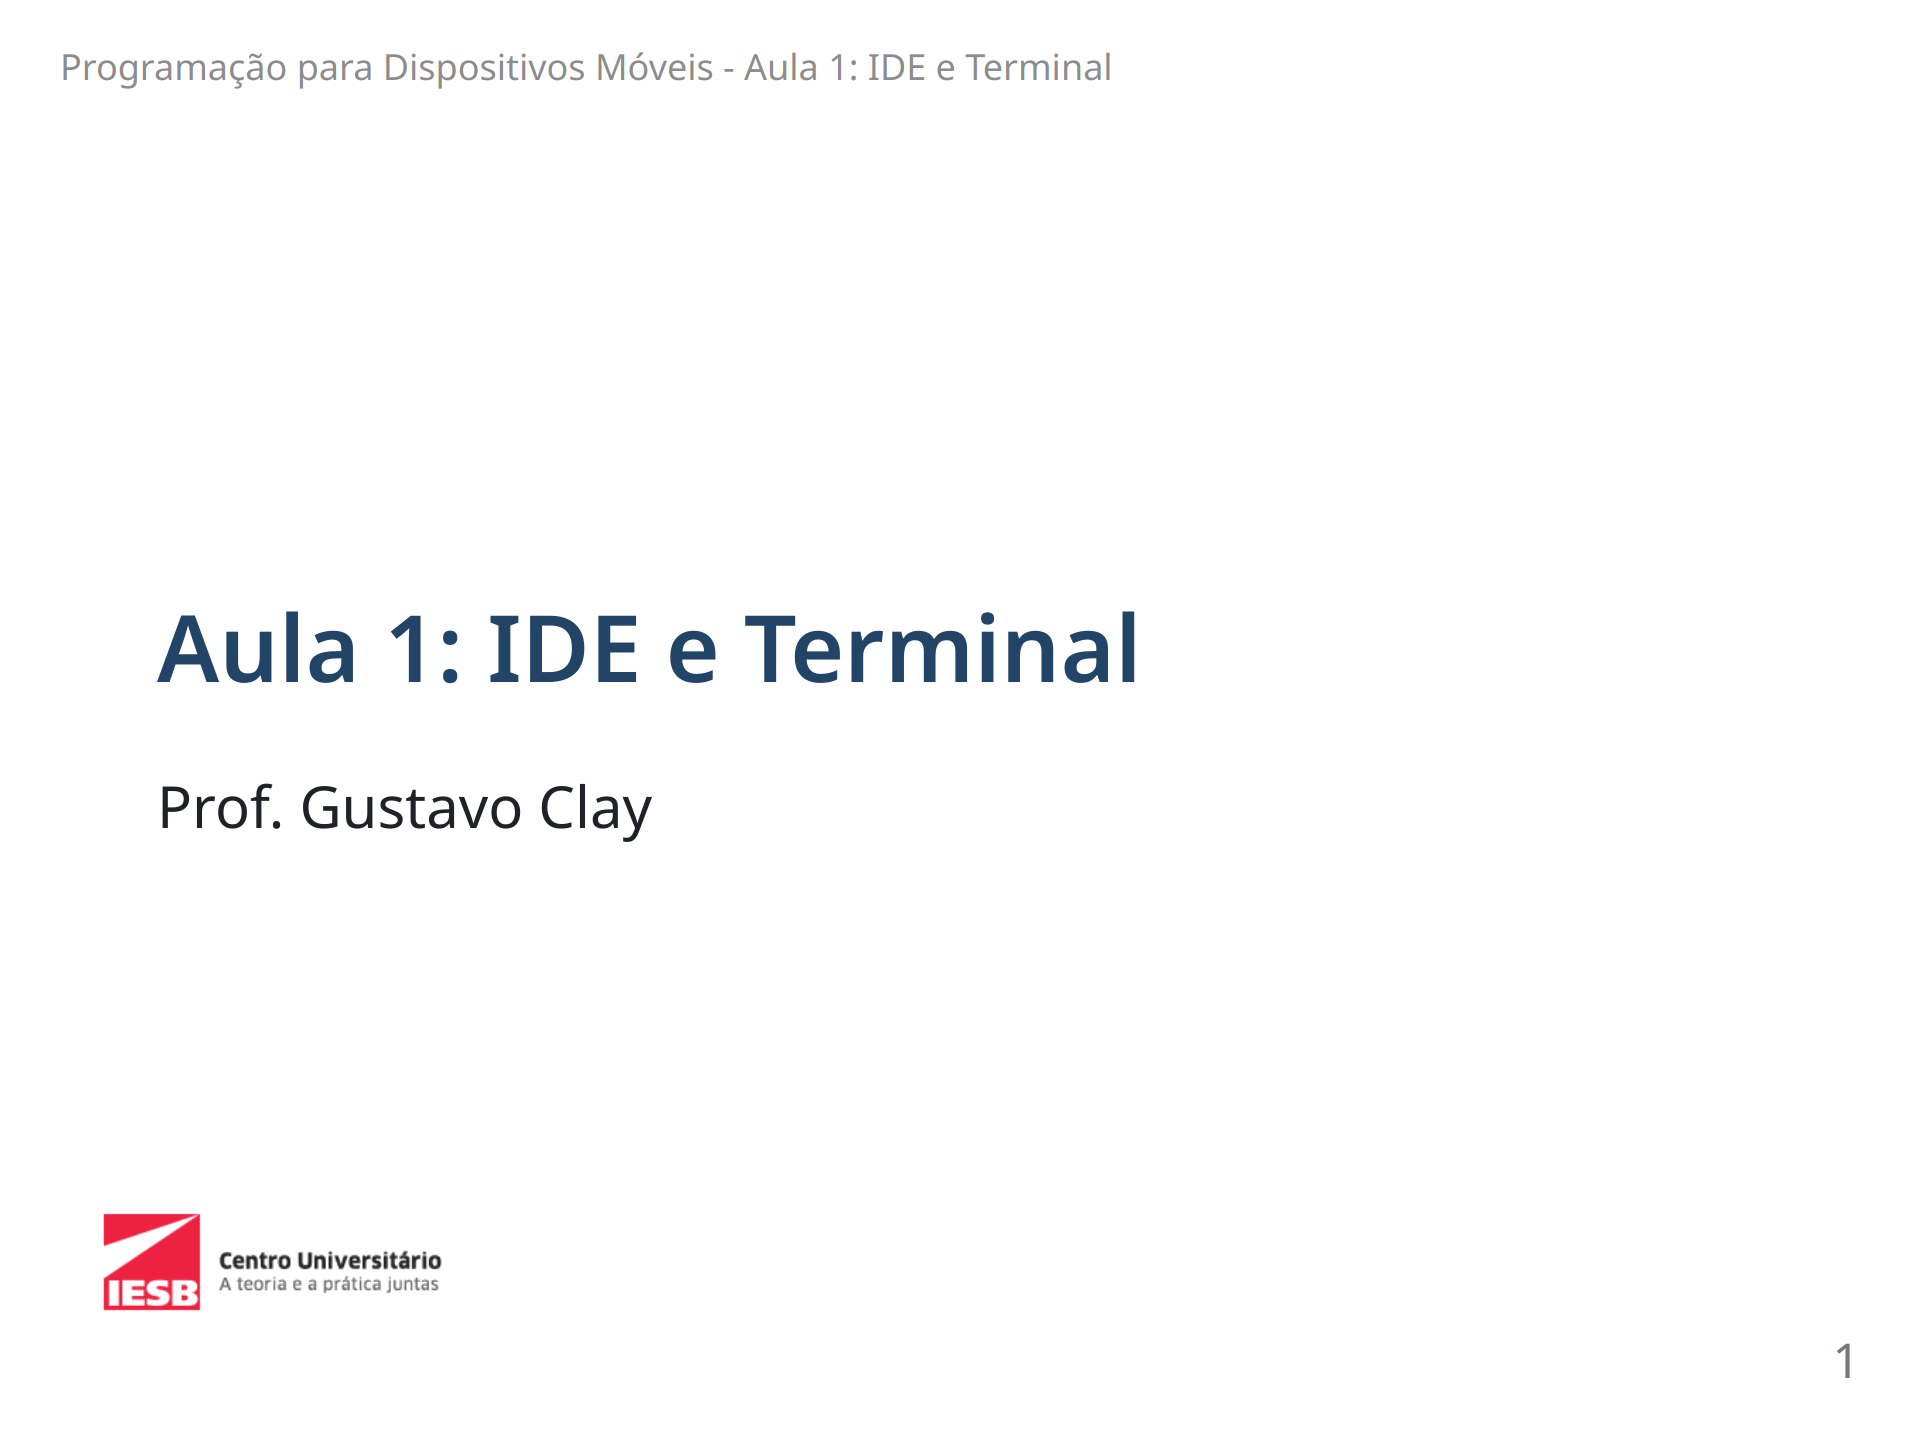 Programação para Dispositivos Móveis - Aula 1: IDE e Terminal
Aula 1: IDE e Terminal
Prof. Gustavo Clay
IESB
Centro Universitário
A teoria e a prática juntas
1